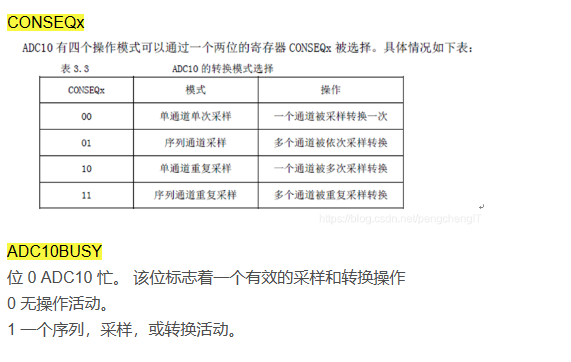 CONSEQx
ADC10 有四个操作模式可以通过一个两位的寄存器 CONSEQx 被选择。具体情况如下表：
表 3.3 ADC10 的转换模式选择
CONSEQx 模式 操作
00 单通道单次采样 一个通道被采样转换一次
01 序列通道采样 多个通道被依次采样转换
10 单通道重复采样 一个通道被多次采样转换
11 序列通道重复采样 多个通道被重复采样转换
https://blog.csdn.net/pangchengIT
ADC10BUSY
位 0 ADC10 忙。 该位标志着一个有效的采样和转换操作
0 无操作活动。
1 一个序列，采样，或转换活动。